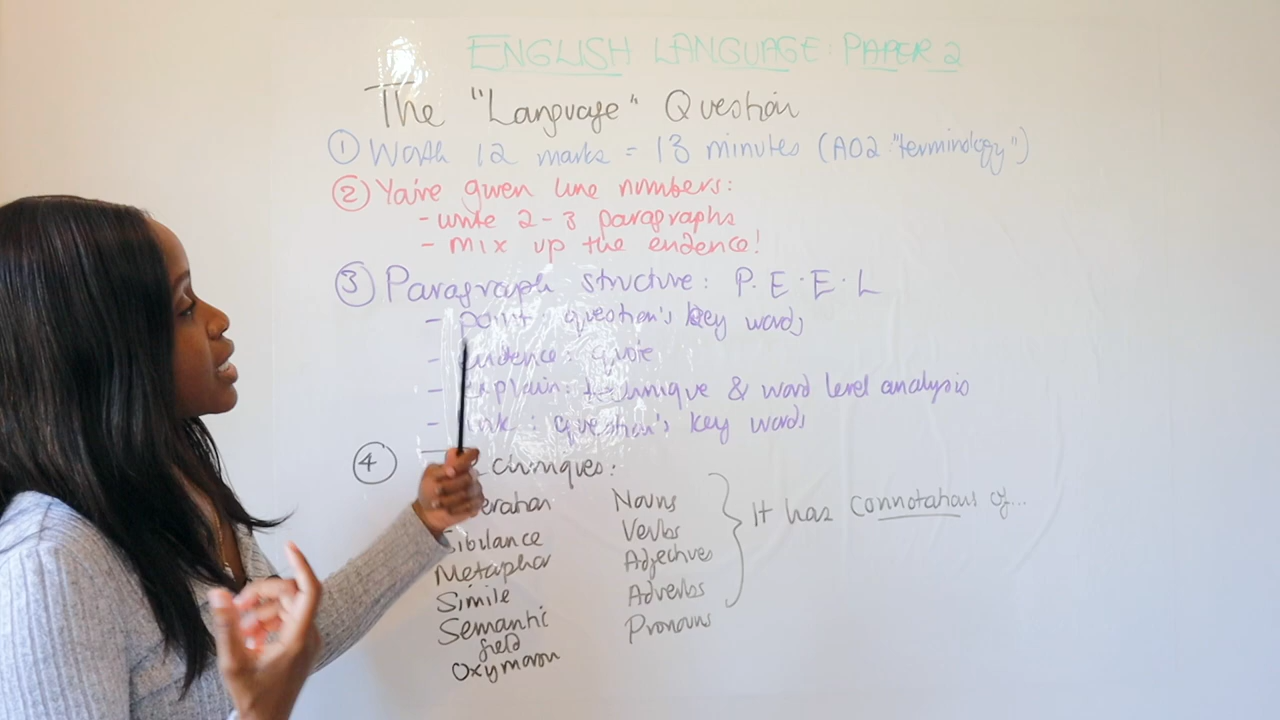 ENGLISH LANGUAGE: PAPER 2
The "Language" Question
① Worth 12 marks = 13 minutes (AO2: "terminology")
② You're given line numbers:
- write 2-3 paragraphs
- mix up the evidence!
③ Paragraph structure: P.E.E.L
- point: question's key words
- evidence: quote
- explain: technique & word level analysis
- link: question's key words
④
Sibilance
Metaphor
Simile
Semantic field
Oxymoron
Nouns
Verbs
Adjectives
Adverbs
Pronouns
It has connotations of...